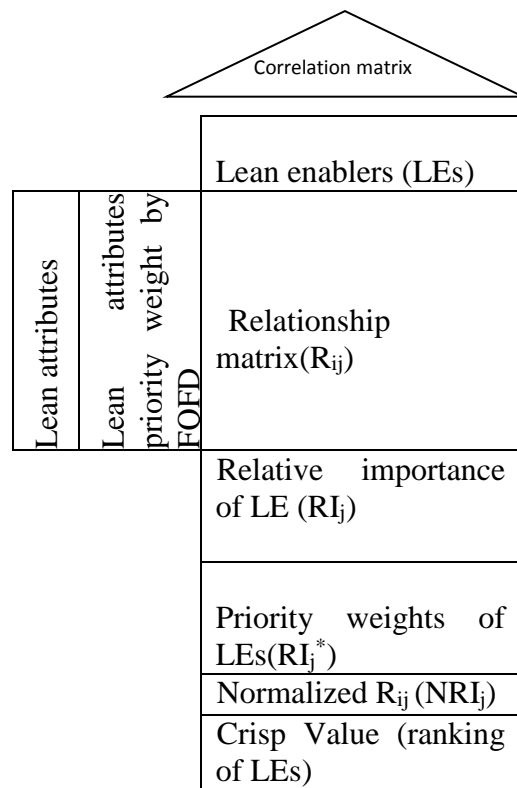 Correlation matrix
Lean enablers (LEs)
Lean attributes
Lean attributes
priority weight by
FQFD
Relationship
matrix(Rij)
Relative importance
of LE (RIj)
Priority weights of
LEs(RIj*)
Normalized Rij (NRIj)
Crisp Value (ranking
of LEs)